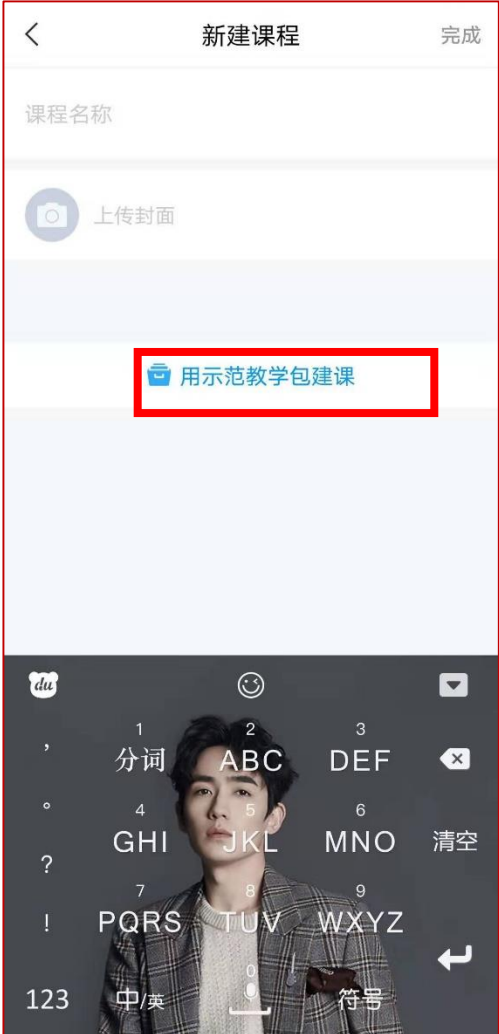 新建课程
完成
课程名称
上传封面
用示范教学包建课
du
1 2 3
, 分词 ABC DEF
。 4 5 6
GHI JKL MNO 清空
?
7 8 9
! PQRS TUV WXYZ
0
123 中/英 符号